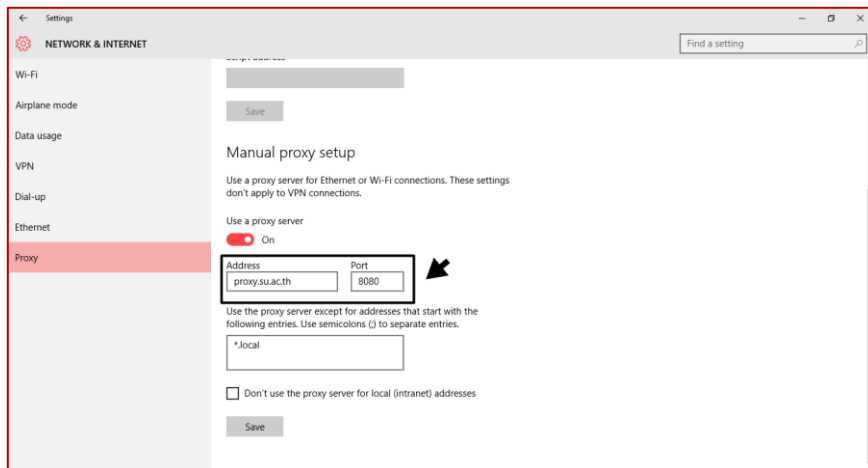 Settings
NETWORK & INTERNET
Find a setting
Wi-Fi
Airplane mode
Data usage
VPN
Dial-up
Ethernet
Proxy
Script address
Save
Manual proxy setup
Use a proxy server for Ethernet or Wi-Fi connections. These settings
don't apply to VPN connections.
Use a proxy server
On
Address Port
proxy.su.ac.th 8080
Use the proxy server except for addresses that start with the
following entries. Use semicolons (;) to separate entries.
*.local
Don't use the proxy server for local (intranet) addresses
Save